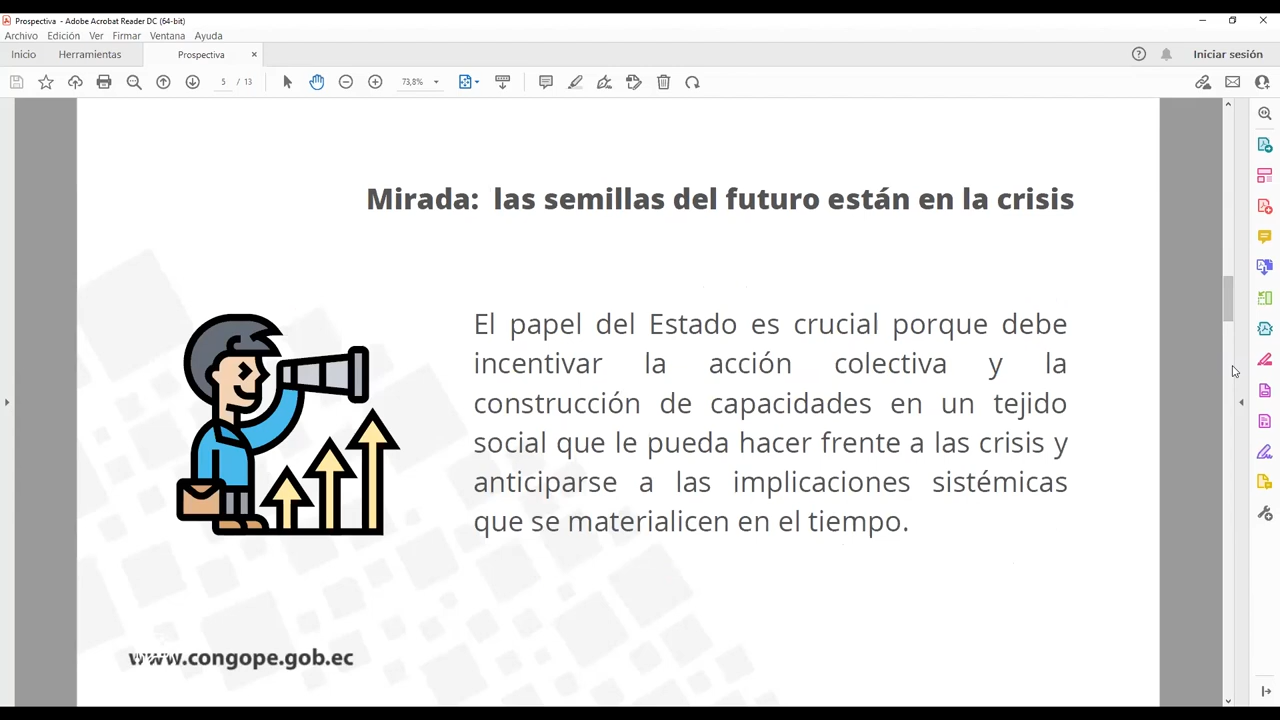 Prospectiva - Adobe Acrobat Reader DC (64-bit)
Archivo Edición Ver Firmar Ventana Ayuda
Inicio Herramientas Prospectiva × Iniciar sesión
5 / 13 73,8%
Mirada: las semillas del futuro están en la crisis
El papel del Estado es crucial porque debe
incentivar la acción colectiva y la
construcción de capacidades en un tejido
social que le pueda hacer frente a las crisis y
anticiparse a las implicaciones sistémicas
que se materialicen en el tiempo.
www.congope.gob.ec